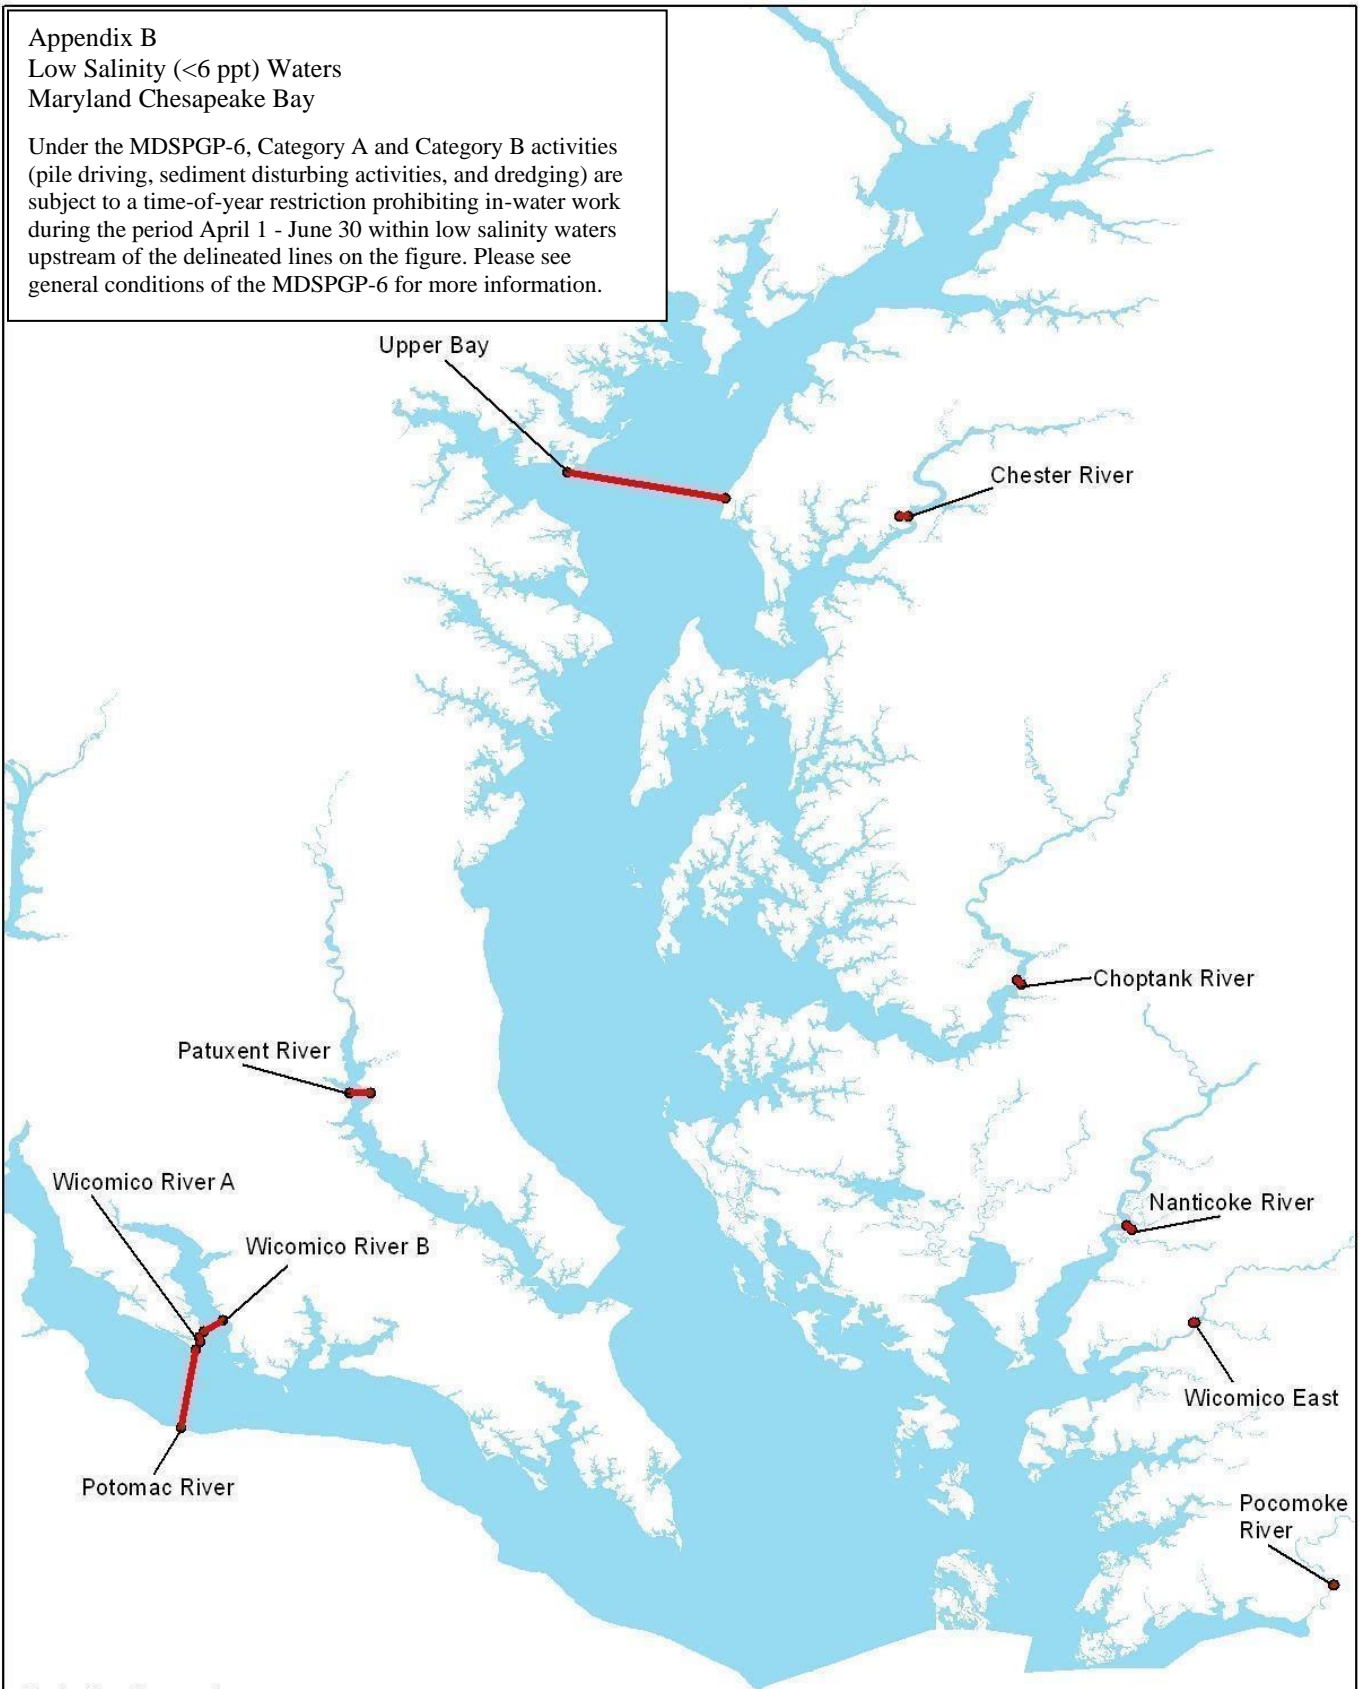 Appendix B
Low Salinity (<6 ppt) Waters
Maryland Chesapeake Bay
Under the MDSPGP-6, Category A and Category B activities
(pile driving, sediment disturbing activities, and dredging) are
subject to a time-of-year restriction prohibiting in-water work
during the period April 1 - June 30 within low salinity waters
upstream of the delineated lines on the figure. Please see
general conditions of the MDSPGP-6 for more information.
Upper Bay
Chester River
Choptank River
Patuxent River
Wicomico River A
Nanticoke River
Wicomico River B
Wicomico East
Potomac River
Pocomoke
River